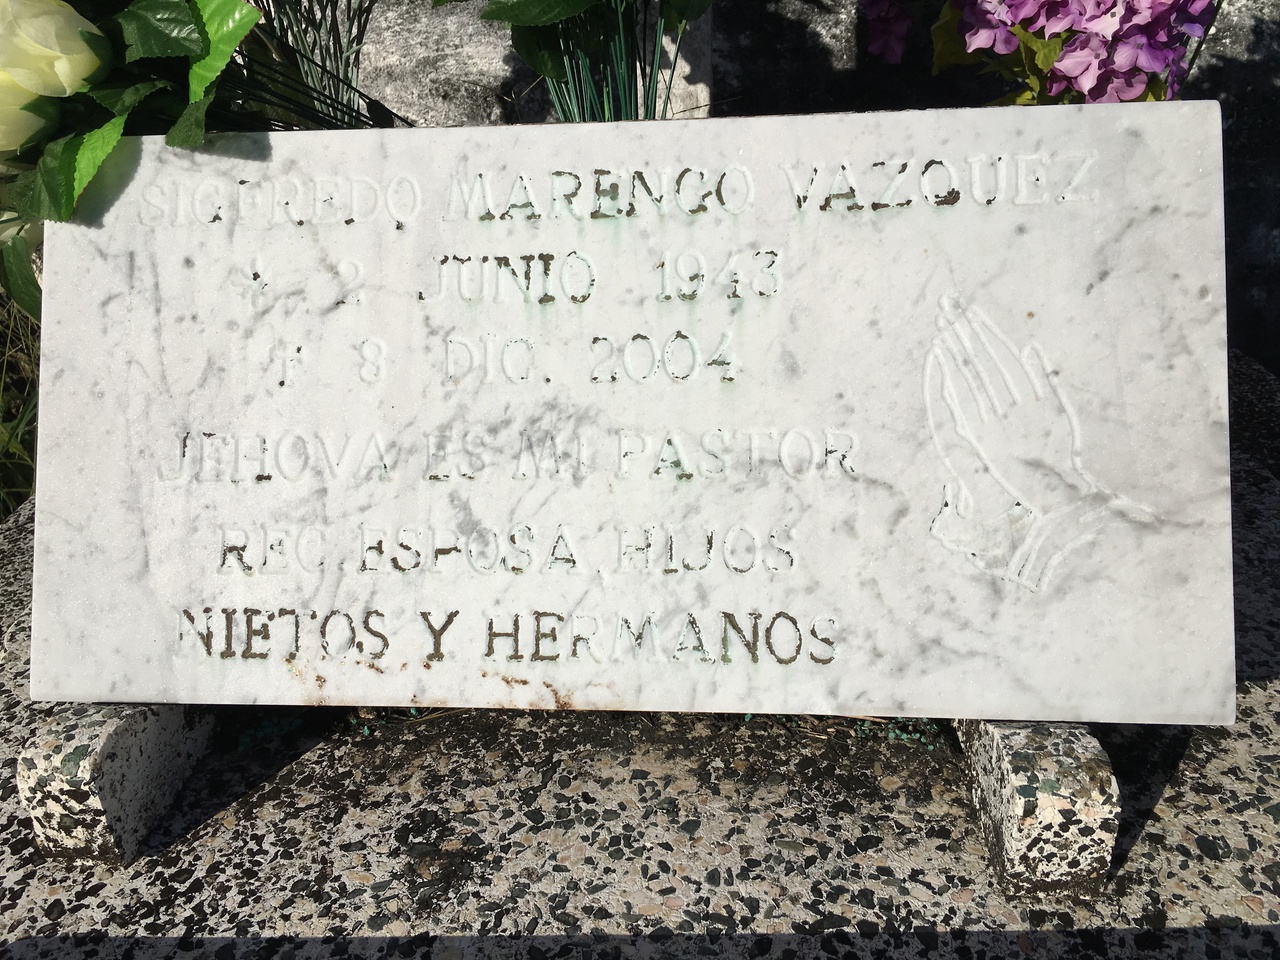 SIGFREDO MARENGO VAZQUEZ
* 2 JUNIO 1943
† 8 DIC. 2004
JEHOVA ES MI PASTOR
REC. ESPOSA, HIJOS
NIETOS Y HERMANOS